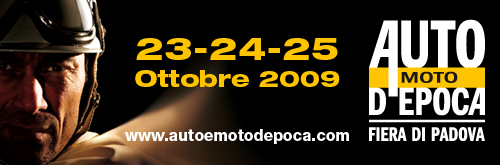 23-24-25
Ottobre 2009
www.autoemotodepoca.com
AUTO
MOTO
D'EPOCA
FIERA DI PADOVA